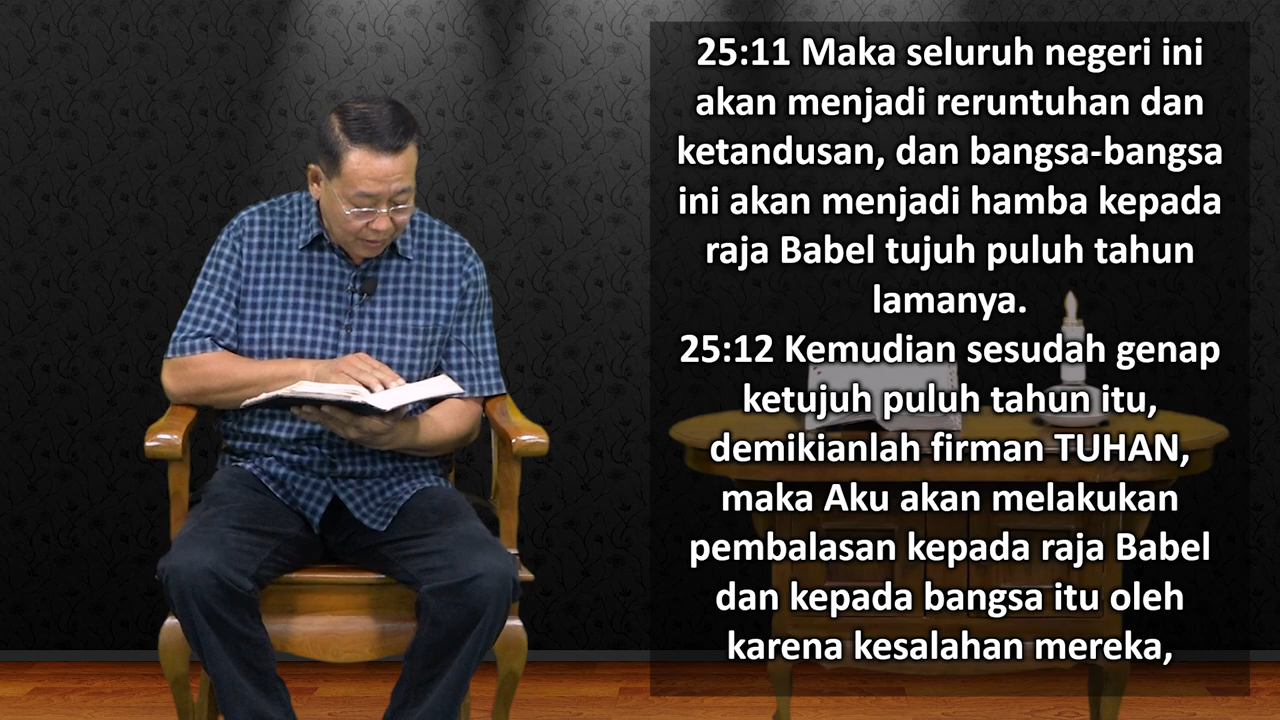 25:11 Maka seluruh negeri ini
akan menjadi reruntuhan dan
ketandusan, dan bangsa-bangsa
ini akan menjadi hamba kepada
raja Babel tujuh puluh tahun
lamanya.
25:12 Kemudian sesudah genap
ketujuh puluh tahun itu,
demikianlah firman TUHAN,
maka Aku akan melakukan
pembalasan kepada raja Babel
dan kepada bangsa itu oleh
karena kesalahan mereka,